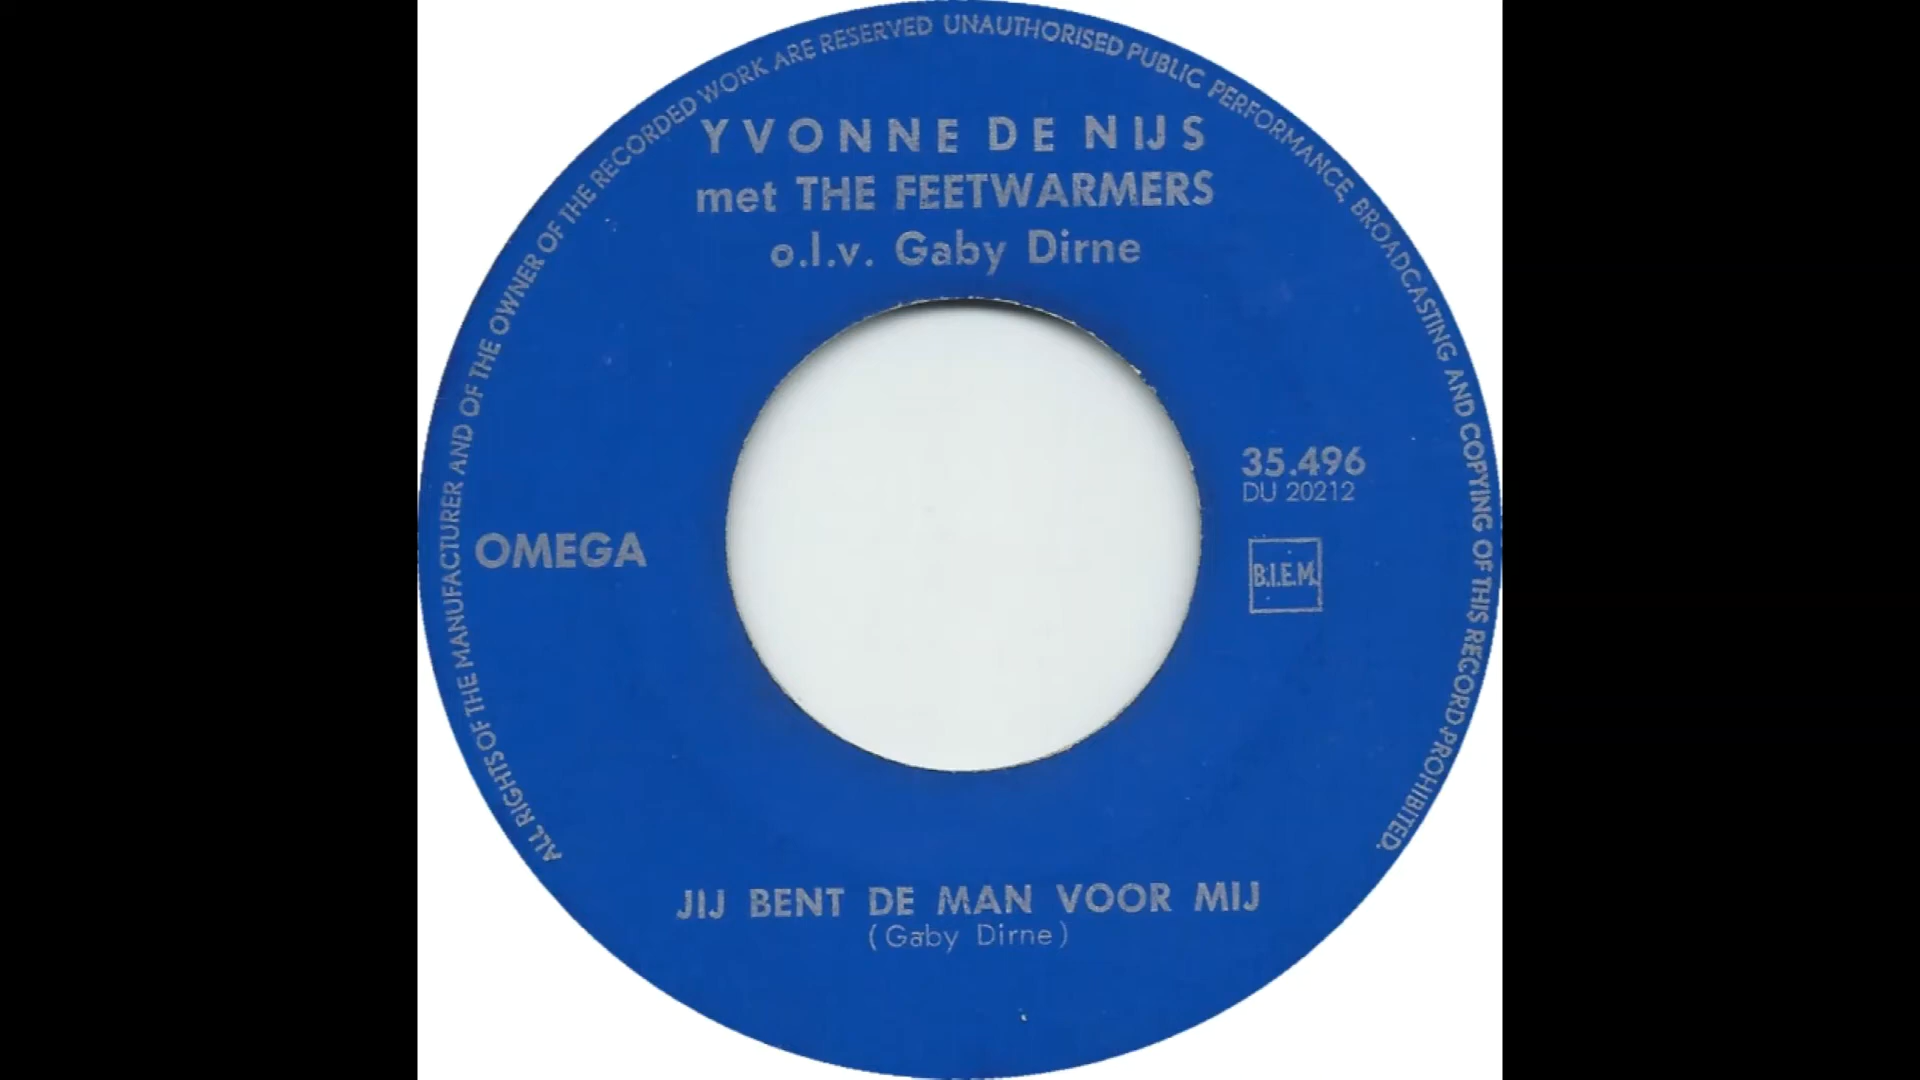 ALL RIGHTS OF THE MANUFACTURER AND OF THE OWNER OF THE RECORDED WORK ARE RESERVED UNAUTHORISED PUBLIC PERFORMANCE, BROADCASTING AND COPYING OF THIS RECORD PROHIBITED.
YVONNE DE NIJS
met THE FEETWARMERS
o.l.v. Gaby Dirne
35.496
DU 20212
OMEGA
B.I.E.M.
JIJ BENT DE MAN VOOR MIJ
(Gaby Dirne)